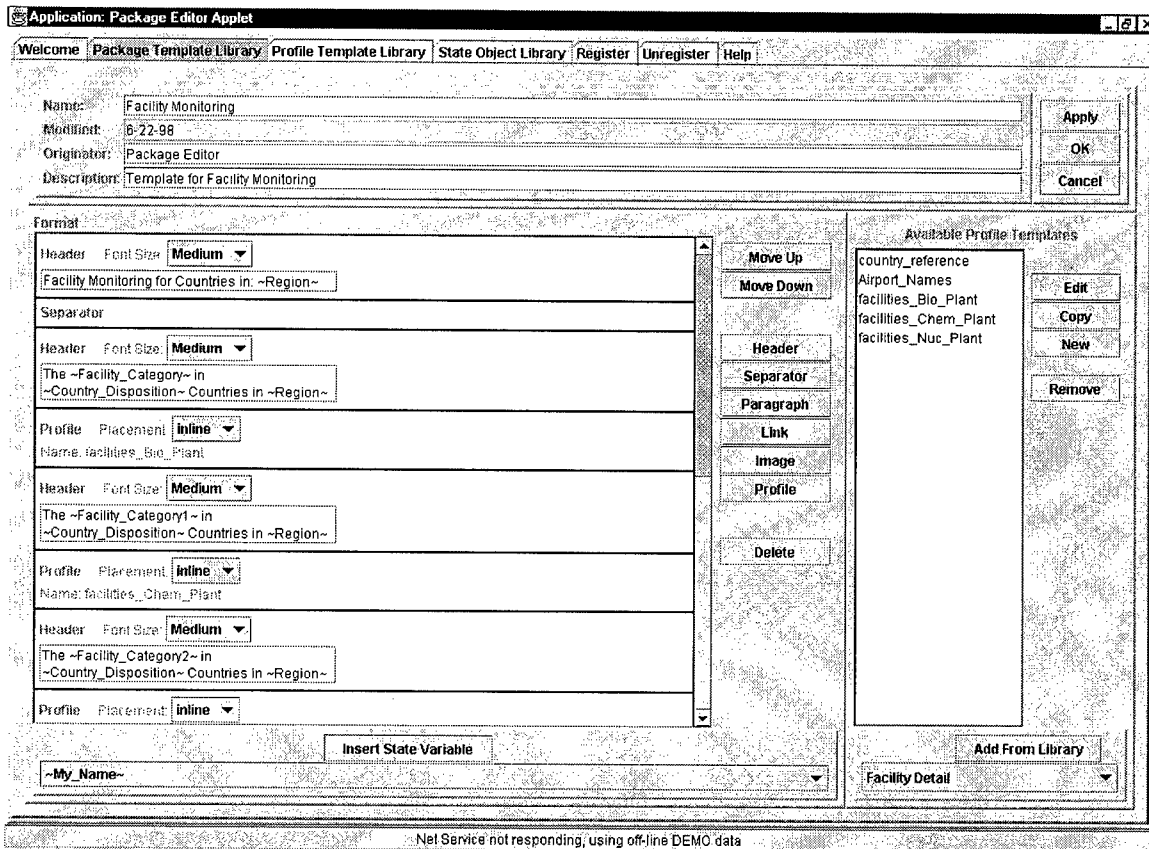 Application: Package Editor Applet
Welcome Package Template Library Profile Template Library State Object Library Register Unregister Help
Name: Facility Monitoring
Modified: 6-22-98
Originator: Package Editor
Description: Template for Facility Monitoring
Apply
OK
Cancel
Format
Header Font Size: Medium
Facility Monitoring for Countries in: ~Region~
Separator
Header Font Size: Medium
The ~Facility_Category~ in
~Country_Disposition~ Countries in ~Region~
Profile Placement: inline
Name: facilities_Bio_Plant
Header Font Size: Medium
The ~Facility_Category1~ in
~Country_Disposition~ Countries in ~Region~
Profile Placement: inline
Name: facilities_Chem_Plant
Header Font Size: Medium
The ~Facility_Category2~ in
~Country_Disposition~ Countries in ~Region~
Profile Placement: inline
Move Up
Move Down
Header
Separator
Paragraph
Link
Image
Profile
Delete
Insert State Variable
~My_Name~
Available Profile Templates
country_reference
Airport_Names
facilities_Bio_Plant
facilities_Chem_Plant
facilities_Nuc_Plant
Edit
Copy
New
Remove
Add From Library
Facility Detail
Net Service not responding, using off-line DEMO data